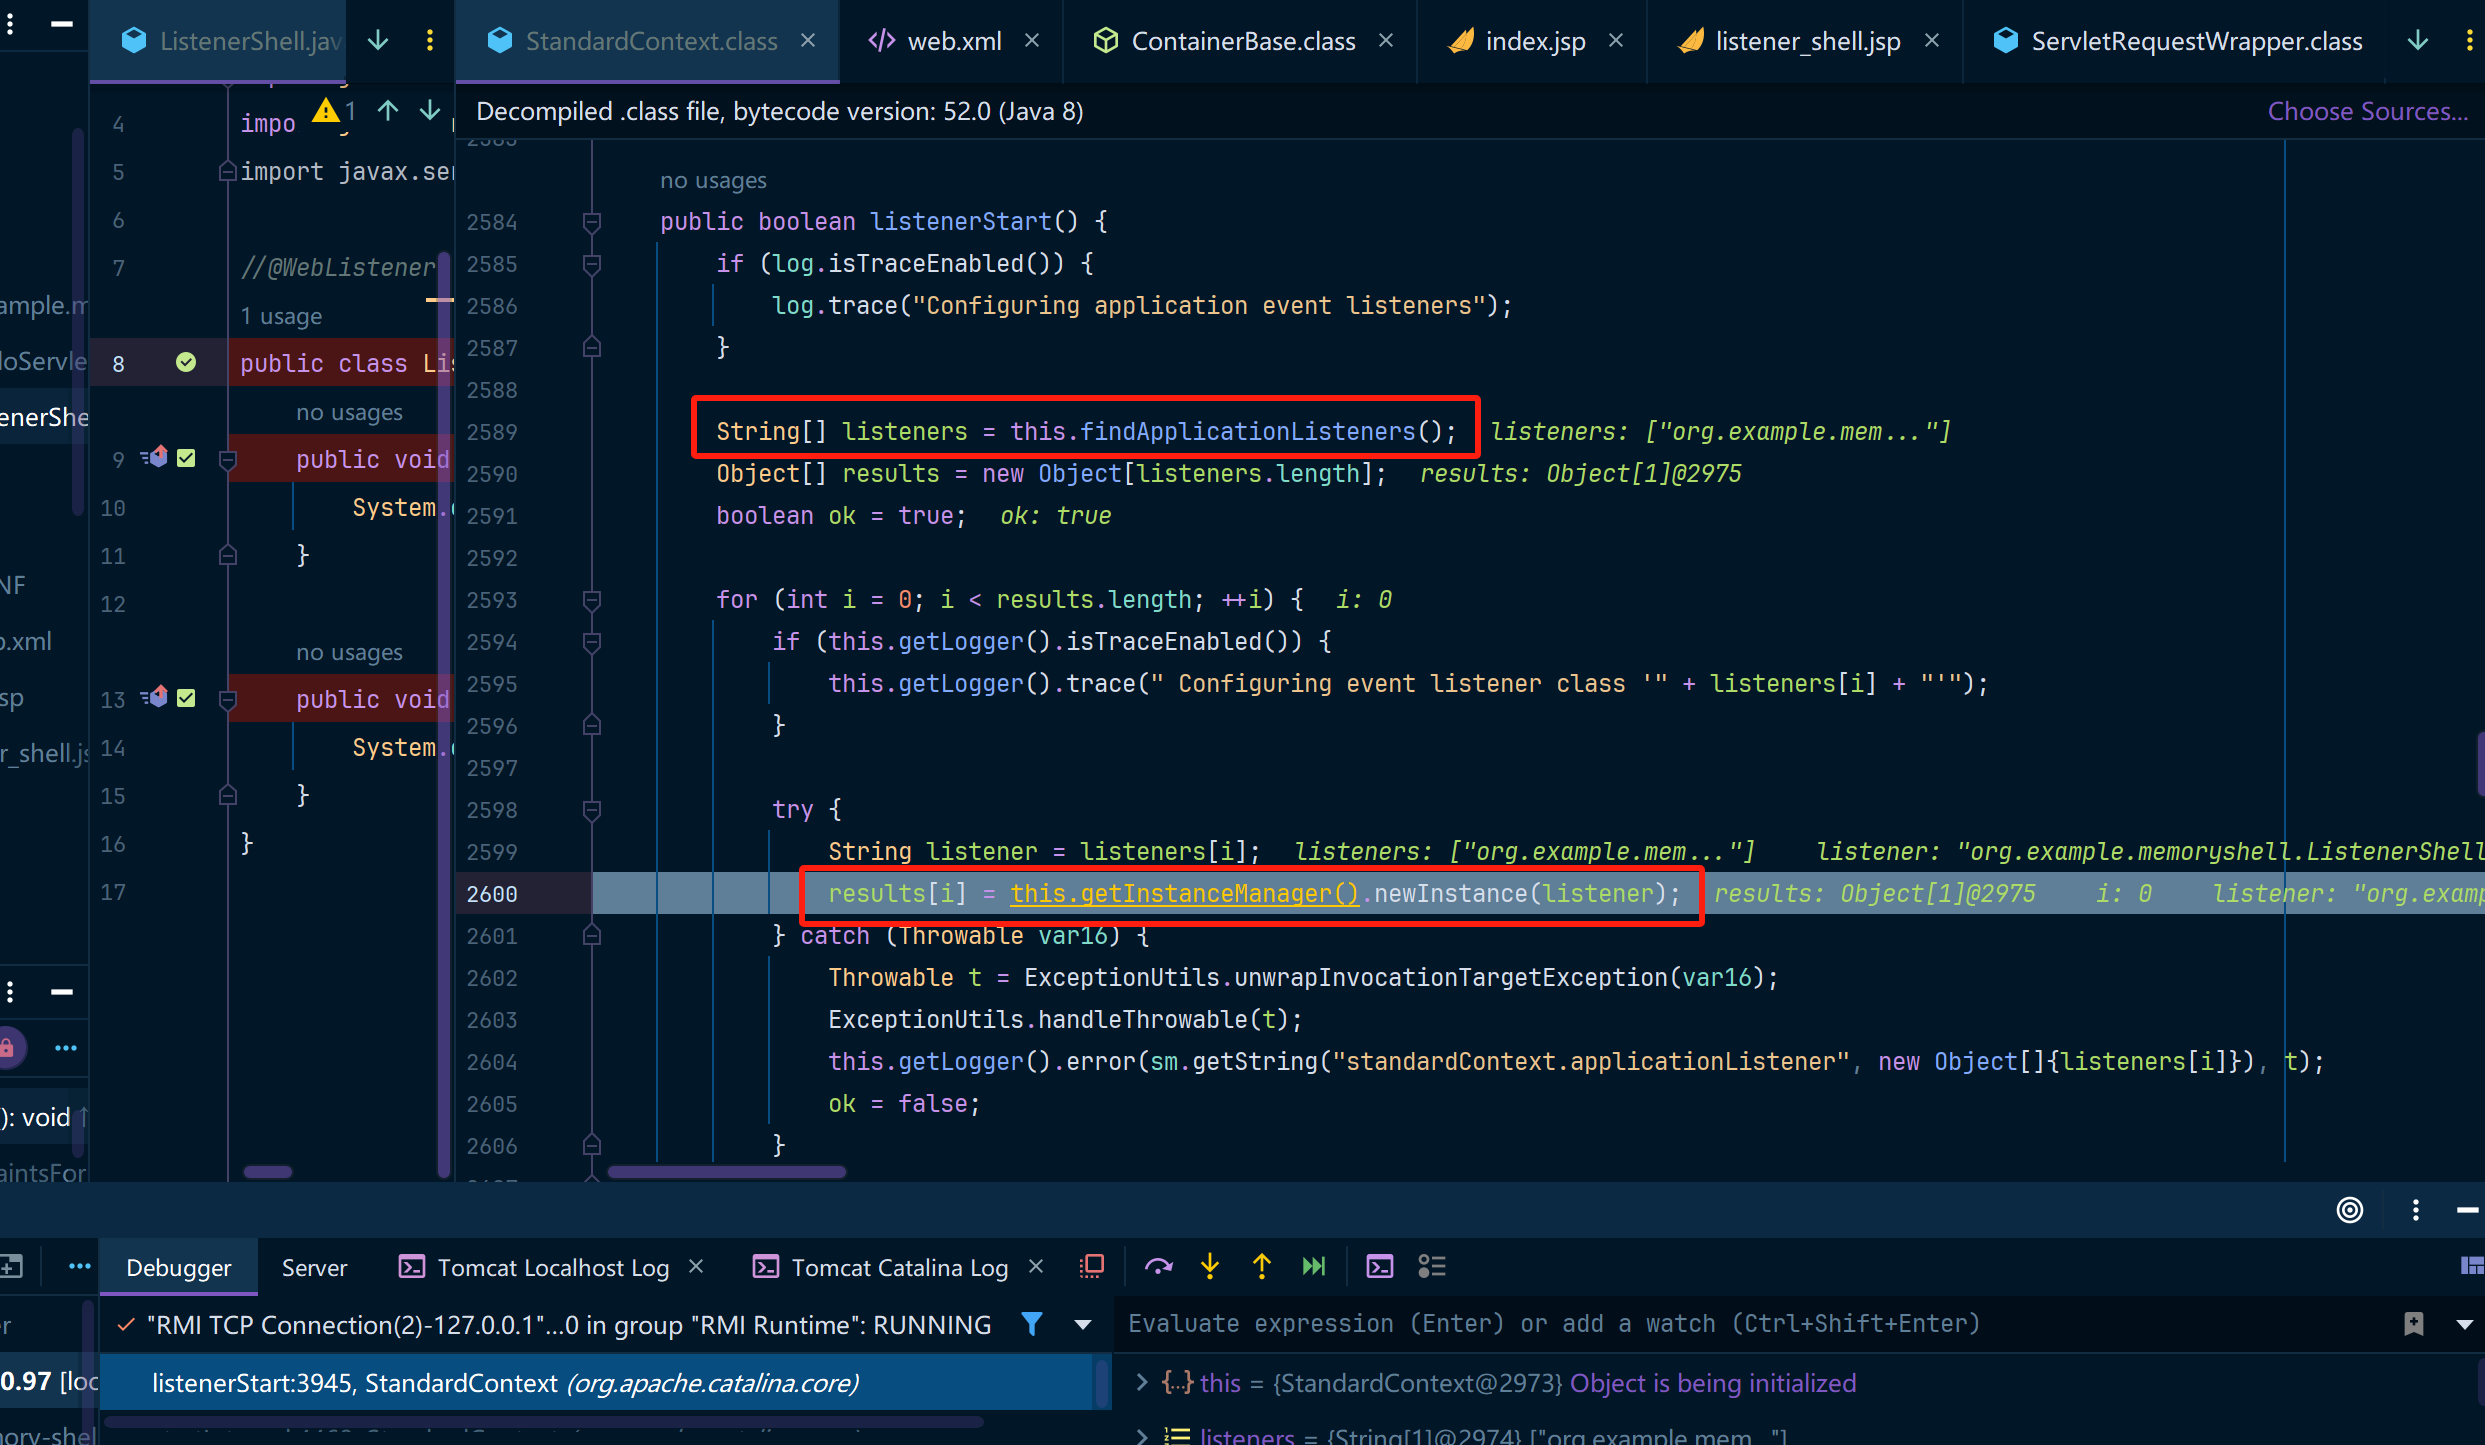 ListenerShell.jav
StandardContext.class
web.xml
ContainerBase.class
index.jsp
listener_shell.jsp
ServletRequestWrapper.class
Decompiled .class file, bytecode version: 52.0 (Java 8)
Choose Sources...
1
4 impo
5 import javax.ser
6
7 //@WebListener
1 usage
8 public class Lis
no usages
9 public void
10 System.
11 }
12
no usages
13 public void
14 System.
15 }
16 }
17
ample.m
loServle
enerShe
NF
b.xml
sp
r_shell.js
): void
aintsFor
no usages
2584 public boolean listenerStart() {
2585 if (log.isTraceEnabled()) {
2586 log.trace("Configuring application event listeners");
2587 }
2588
2589 String[] listeners = this.findApplicationListeners(); listeners: ["org.example.mem..."]
2590 Object[] results = new Object[listeners.length]; results: Object[1]@2975
2591 boolean ok = true; ok: true
2592
2593 for (int i = 0; i < results.length; ++i) { i: 0
2594 if (this.getLogger().isTraceEnabled()) {
2595 this.getLogger().trace(" Configuring event listener class '" + listeners[i] + "'");
2596 }
2597
2598 try {
2599 String listener = listeners[i]; listeners: ["org.example.mem..."] listener: "org.example.memoryshell.ListenerShell
2600 results[i] = this.getInstanceManager().newInstance(listener); results: Object[1]@2975 i: 0 listener: "org.examp
2601 } catch (Throwable var16) {
2602 Throwable t = ExceptionUtils.unwrapInvocationTargetException(var16);
2603 ExceptionUtils.handleThrowable(t);
2604 this.getLogger().error(sm.getString("standardContext.applicationListener", new Object[]{listeners[i]}), t);
2605 ok = false;
2606 }
Debugger
Server
Tomcat Localhost Log
Tomcat Catalina Log
"RMI TCP Connection(2)-127.0.0.1"...0 in group "RMI Runtime": RUNNING
Evaluate expression (Enter) or add a watch (Ctrl+Shift+Enter)
0.97 [loc
listenerStart:3945, StandardContext (org.apache.catalina.core)
this = {StandardContext@2973} Object is being initialized
nory-shel
listeners = {String[1]@2974} ["org.example.mem..."]